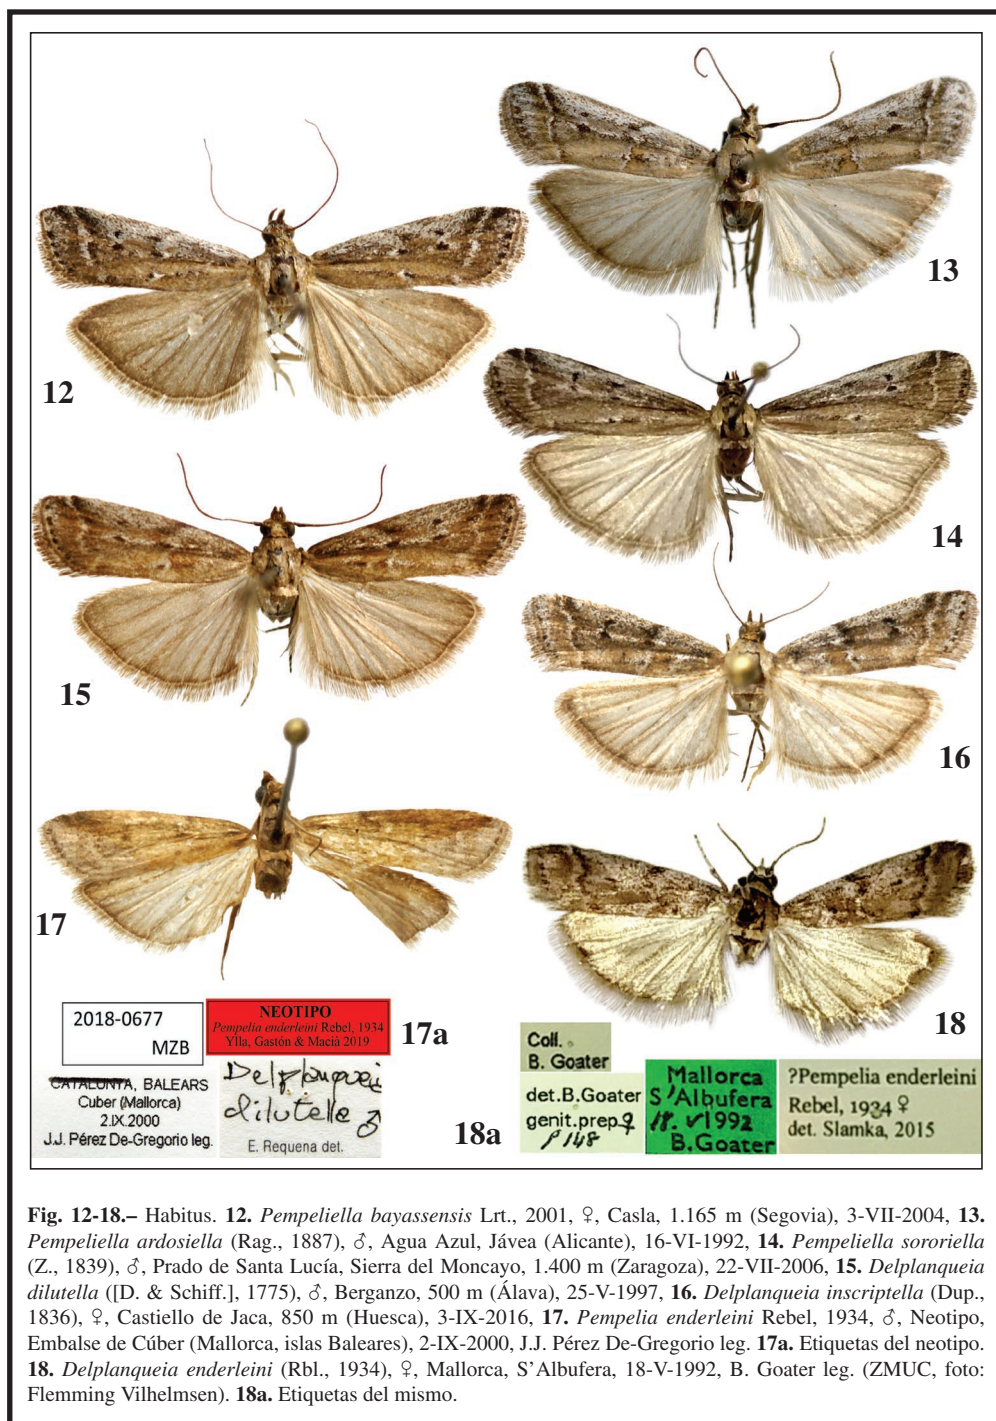 13
12
14
15
16
17
18
2018-0677
MZB
NEOTIPO
Pempelia enderleini Rebel, 1934
Ylla, Gastón & Macià 2019
17a
CATALUNYA, BALEARS
Cuber (Mallorca)
2.IX.2000
J.J. Pérez De-Gregorio leg.
Delplanqueia
dilutella ♂
E. Requena det.
18a
Coll.
B. Goater
det.B.Goater
genit.prep.♀
P148
Mallorca
S'Albufera
18.V1992
B.Goater
?Pempelia enderleini
Rebel, 1934 ♀
det. Slamka, 2015
Fig. 12-18.– Habitus. 12. Pempeliella bayassensis Lrt., 2001, ♀, Casla, 1.165 m (Segovia), 3-VII-2004, 13.
Pempeliella ardosiella (Rag., 1887), ♂, Agua Azul, Jávea (Alicante), 16-VI-1992, 14. Pempeliella sororiella
(Z., 1839), ♂, Prado de Santa Lucía, Sierra del Moncayo, 1.400 m (Zaragoza), 22-VII-2006, 15. Delplanqueia
dilutella ([D. & Schiff.], 1775), ♂, Berganzo, 500 m (Álava), 25-V-1997, 16. Delplanqueia inscriptella (Dup.,
1836), ♀, Castiello de Jaca, 850 m (Huesca), 3-IX-2016, 17. Pempelia enderleini Rebel, 1934, ♂, Neotipo,
Embalse de Cúber (Mallorca, islas Baleares), 2-IX-2000, J.J. Pérez De-Gregorio leg. 17a. Etiquetas del neotipo.
18. Delplanqueia enderleini (Rbl., 1934), ♀, Mallorca, S'Albufera, 18-V-1992, B. Goater leg. (ZMUC, foto:
Flemming Vilhelmsen). 18a. Etiquetas del mismo.